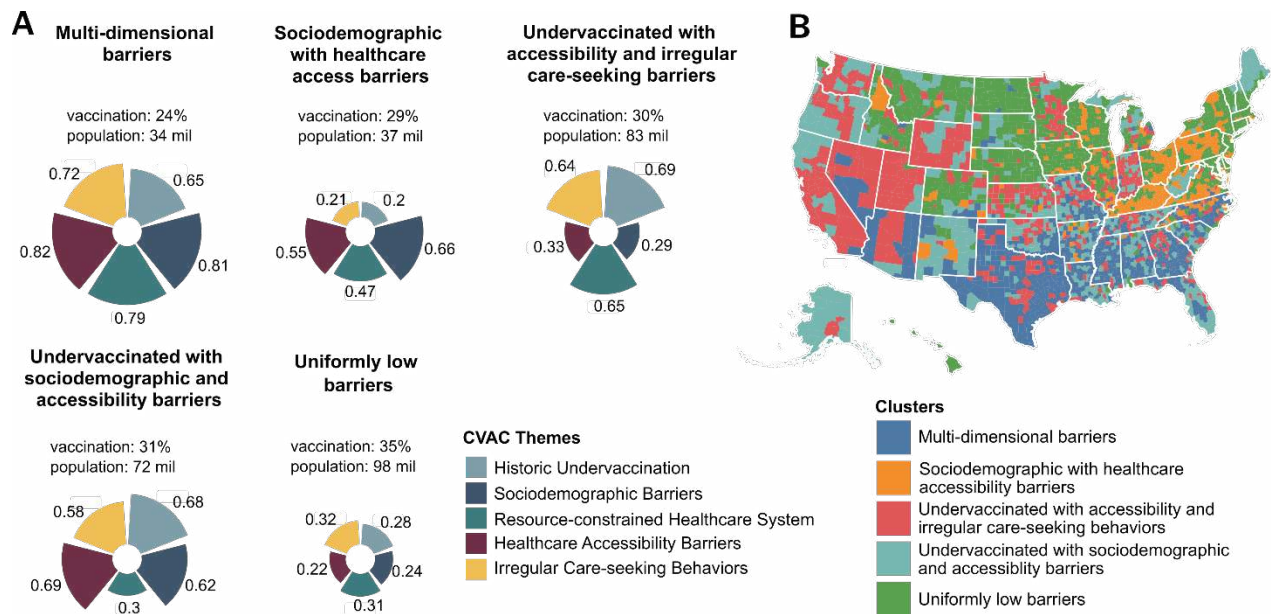 A
Multi-dimensional
barriers
vaccination: 24%
population: 34 mil
0.72
0.65
0.82
0.81
0.79
Sociodemographic
with healthcare
access barriers
vaccination: 29%
population: 37 mil
0.21
0.2
0.55
0.66
0.47
Undervaccinated with
accessibility and irregular
care-seeking barriers
vaccination: 30%
population: 83 mil
0.64
0.69
0.33
0.29
0.65
Undervaccinated with
sociodemographic and
accessibility barriers
vaccination: 31%
population: 72 mil
0.58
0.68
0.69
0.62
0.3
Uniformly low
barriers
vaccination: 35%
population: 98 mil
0.32
0.28
0.22
0.24
0.31
CVAC Themes
Historic Undervaccination
Sociodemographic Barriers
Resource-constrained Healthcare System
Healthcare Accessibility Barriers
Irregular Care-seeking Behaviors
B
Clusters
Multi-dimensional barriers
Sociodemographic with healthcare
accessibility barriers
Undervaccinated with accessibility and
irregular care-seeking behaviors
Undervaccinated with sociodemographic
and accessiblity barriers
Uniformly low barriers